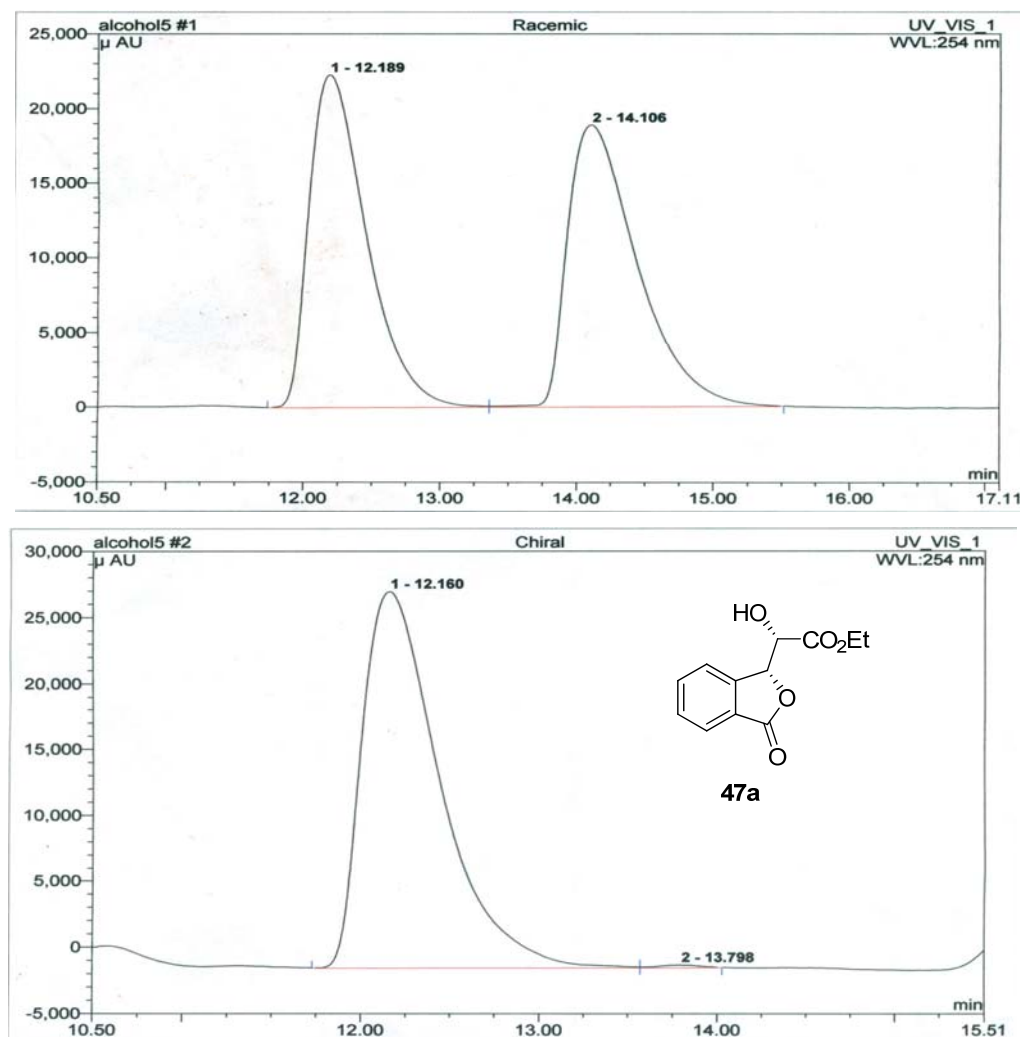 alcohol5 #1 Racemic UV_VIS_1
µ AU WVL:254 nm
25,000
1 - 12.189
20,000
2 - 14.106
15,000
10,000
5,000
0
-5,000
min
10.50 12.00 13.00 14.00 15.00 16.00 17.11
alcohol5 #2 Chiral UV_VIS_1
µ AU WVL:254 nm
30,000
1 - 12.160
25,000
HO
CO2Et
20,000
O
15,000
O
47a
10,000
5,000
0
2 - 13.798
-5,000
min
10.50 12.00 13.00 14.00 15.51